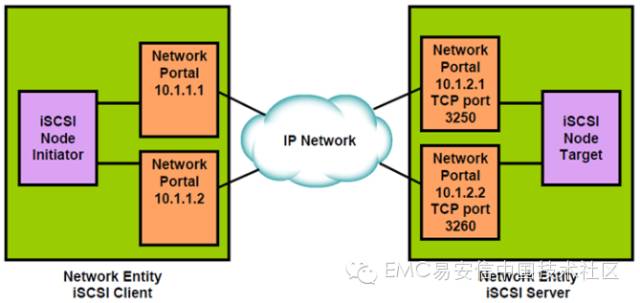 Network
Portal
10.1.1.1
Network
Portal
10.1.1.2
iSCSI
Node
Initiator
IP Network
Network
Portal
10.1.2.1
TCP port
3250
Network
Portal
10.1.2.2
TCP port
3260
iSCSI
Node
Target
Network Entity
iSCSI Client
Network Entity
iSCSI Server
EMC易安信中国技术社区